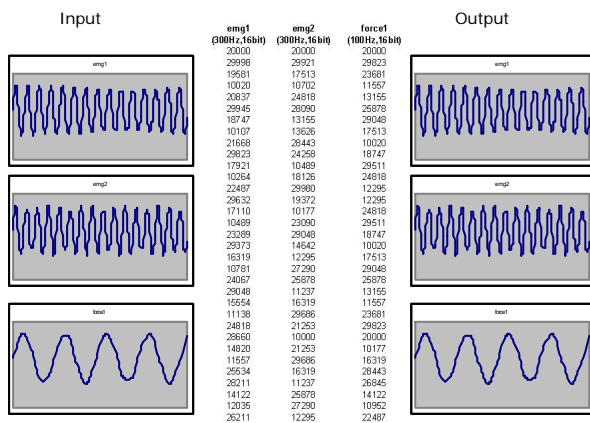 Input
Output
emg1 emg2 force1
(300Hz,16bit) (300Hz,16bit) (100Hz,16bit)
emg1
emg2
force1
20000 20000 20000
29998 29921 29823
19581 17513 23681
10020 10702 11557
20837 24818 13155
29945 28090 25878
18747 13155 29048
10107 13626 17513
21668 28443 10020
29823 24258 18747
17921 10489 29511
10264 18126 24818
22487 29980 12295
29632 19372 12295
17110 10177 24818
10489 23090 29511
23289 29048 18747
29373 14642 10020
16319 12295 17513
10781 27290 29048
24067 25878 25878
29048 11237 13155
15554 16319 11557
11138 29686 23681
24818 21253 29823
28660 10000 20000
14820 21253 10177
11557 29686 16319
25534 16319 28443
28211 11237 26845
14122 25878 14122
12035 27290 10952
26211 12295 22487
emg1
emg2
force1